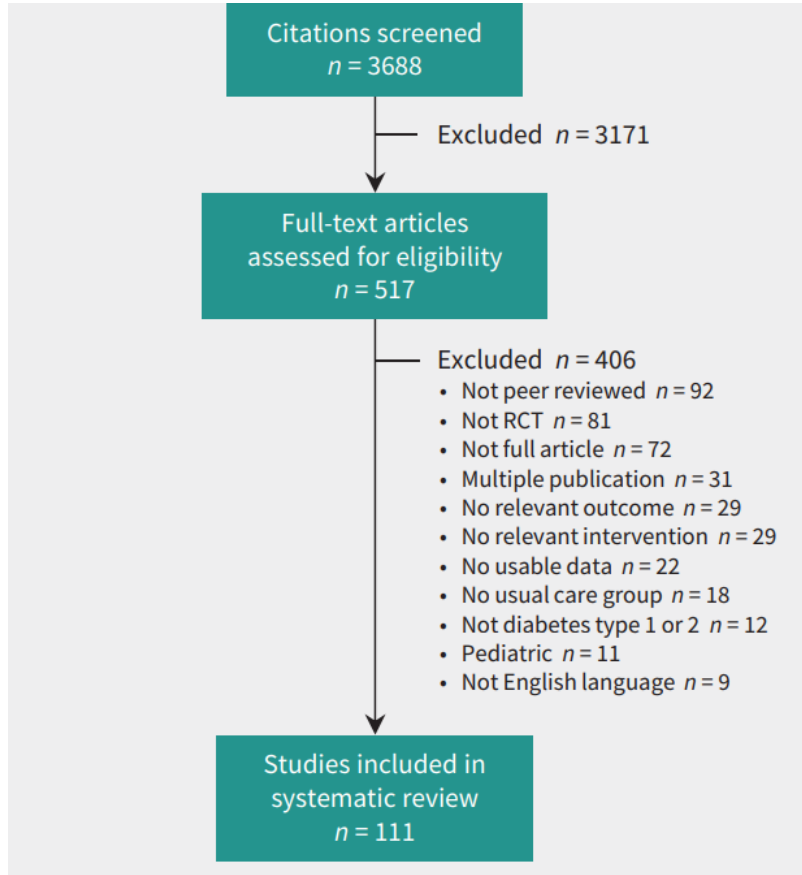 Citations screened
n = 3688
Excluded n = 3171
Full-text articles
assessed for eligibility
n = 517
Excluded n = 406
• Not peer reviewed n = 92
• Not RCT n = 81
• Not full article n = 72
• Multiple publication n = 31
• No relevant outcome n = 29
• No relevant intervention n = 29
• No usable data n = 22
• No usual care group n = 18
• Not diabetes type 1 or 2 n = 12
• Pediatric n = 11
• Not English language n = 9
Studies included in
systematic review
n = 111